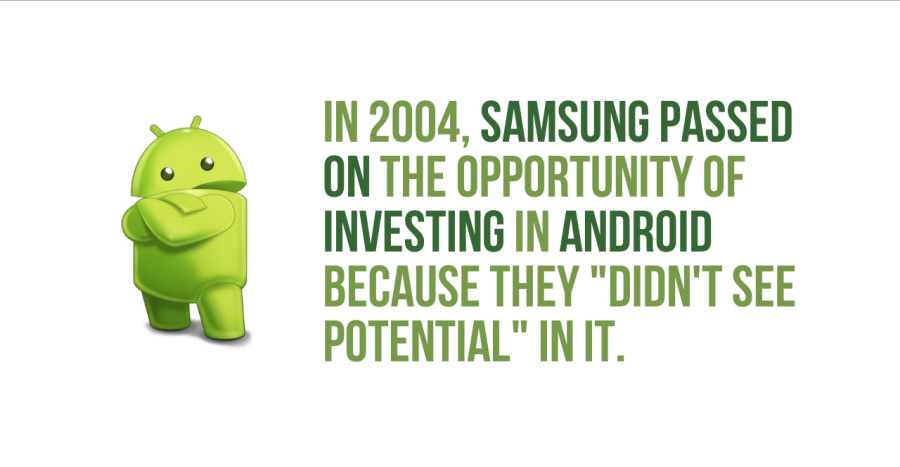 IN 2004, SAMSUNG PASSED
ON THE OPPORTUNITY OF
INVESTING IN ANDROID
BECAUSE THEY "DIDN'T SEE
POTENTIAL" IN IT.